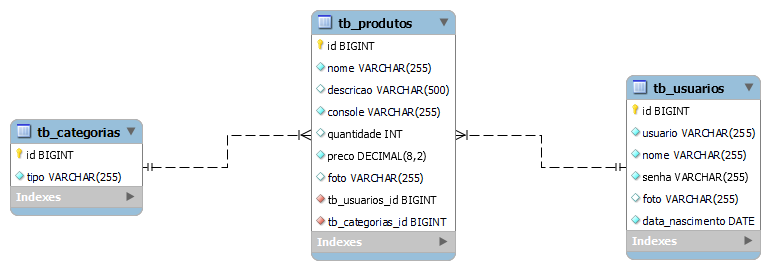 tb_categorias
id BIGINT
tipo VARCHAR(255)
Indexes
tb_produtos
id BIGINT
nome VARCHAR(255)
descricao VARCHAR(500)
console VARCHAR(255)
quantidade INT
preco DECIMAL(8,2)
foto VARCHAR(255)
tb_usuarios_id BIGINT
tb_categorias_id BIGINT
Indexes
tb_usuarios
id BIGINT
usuario VARCHAR(255)
nome VARCHAR(255)
senha VARCHAR(255)
foto VARCHAR(255)
data_nascimento DATE
Indexes